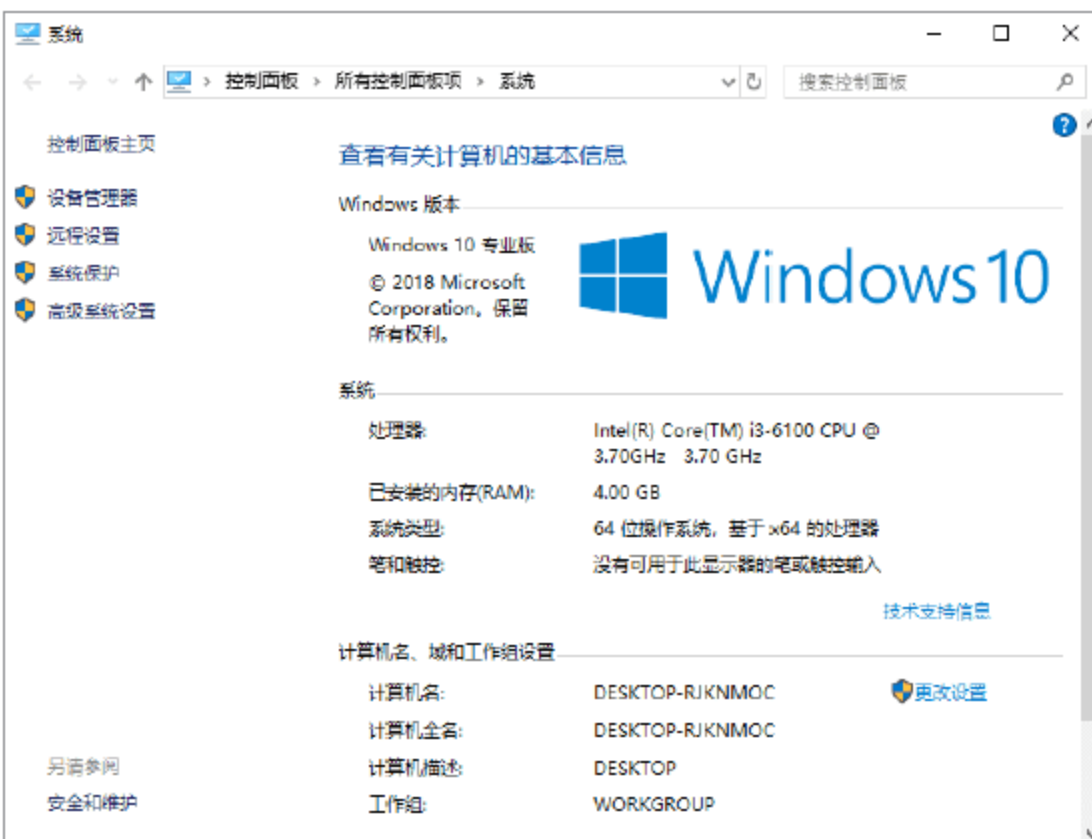 系统
控制面板 > 所有控制面板项 > 系统
搜索控制面板
控制面板主页
设备管理器
远程设置
系统保护
高级系统设置
查看有关计算机的基本信息
Windows 版本
Windows 10 专业版
© 2018 Microsoft
Corporation。保留
所有权利。
Windows 10
系统
处理器: Intel(R) Core(TM) i3-6100 CPU @
3.70GHz 3.70 GHz
已安装的内存(RAM): 4.00 GB
系统类型: 64 位操作系统, 基于 x64 的处理器
笔和触控: 没有可用于此显示器的笔或触控输入
技术支持信息
计算机名、域和工作组设置
计算机名: DESKTOP-RJKNMOC 更改设置
计算机全名: DESKTOP-RJKNMOC
计算机描述: DESKTOP
工作组: WORKGROUP
另请参阅
安全和维护